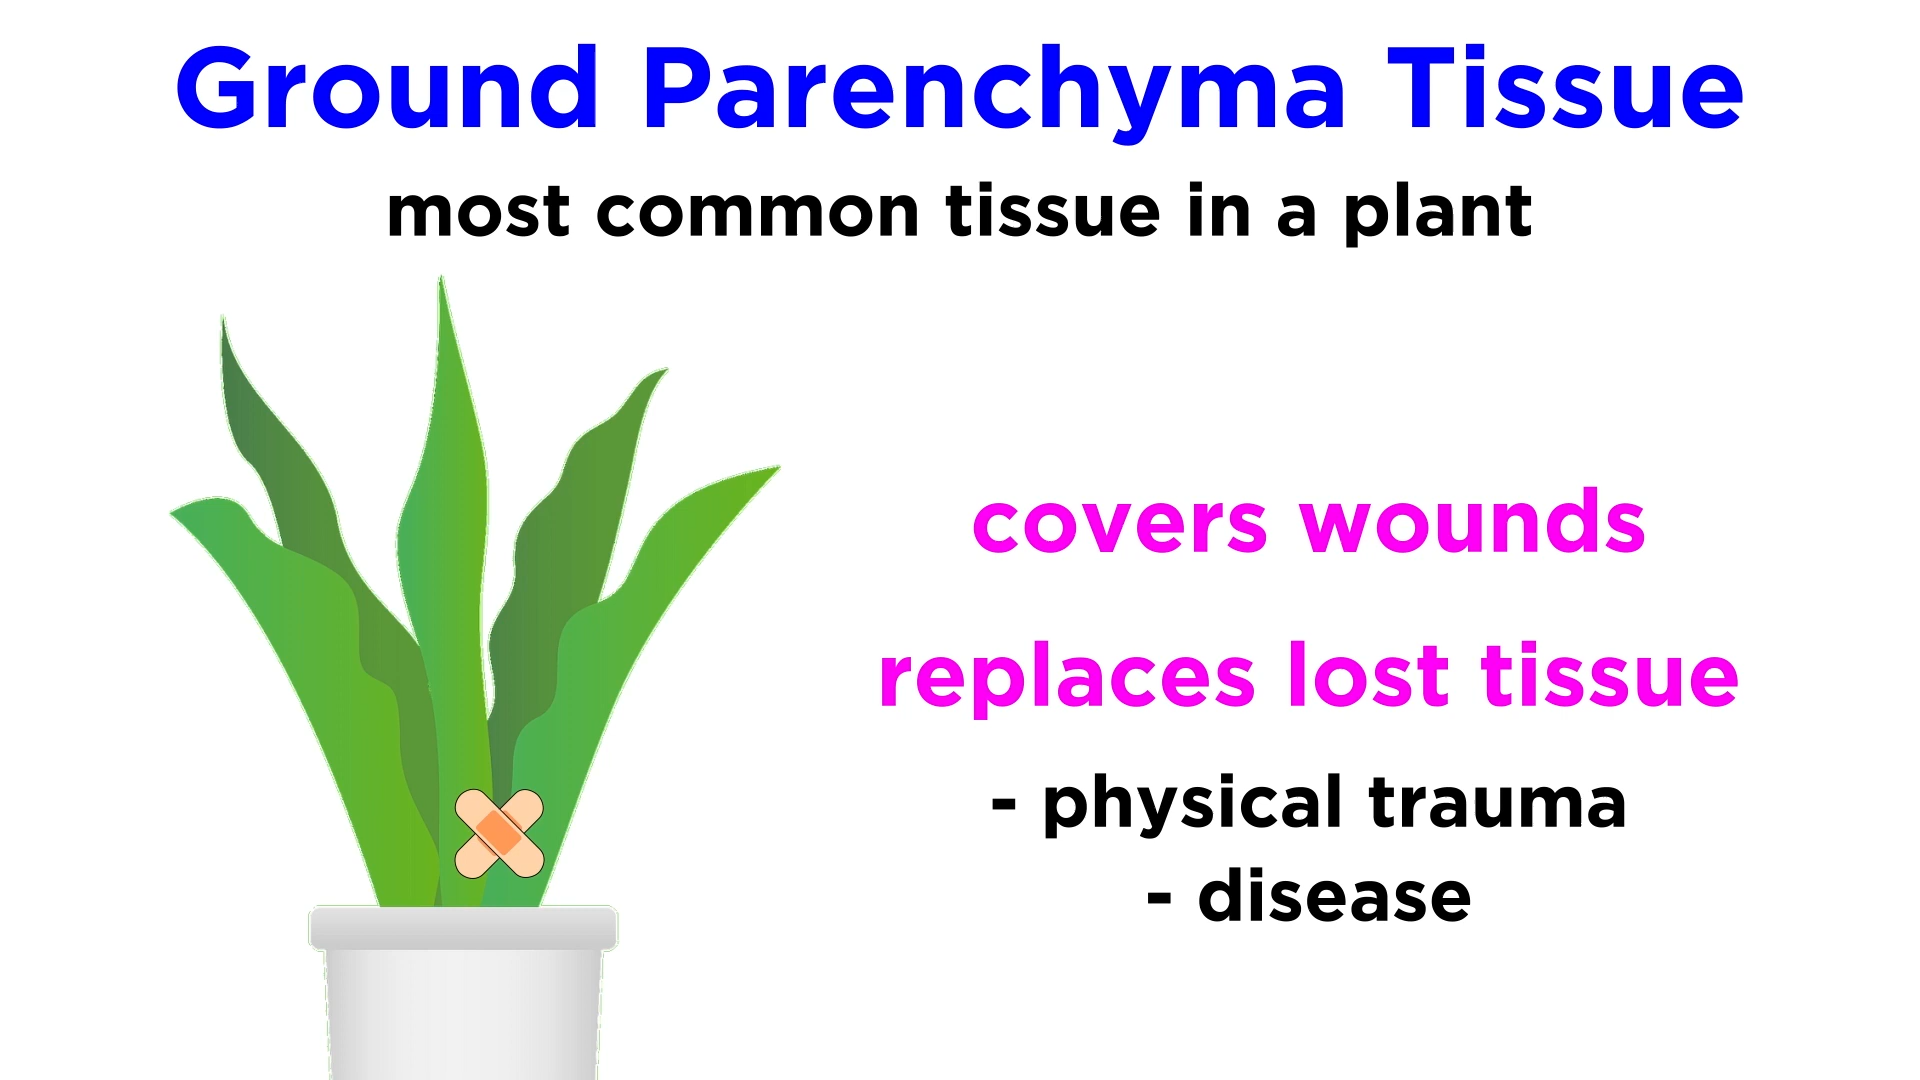 Ground Parenchyma Tissue
most common tissue in a plant
covers wounds
replaces lost tissue
- physical trauma
- disease